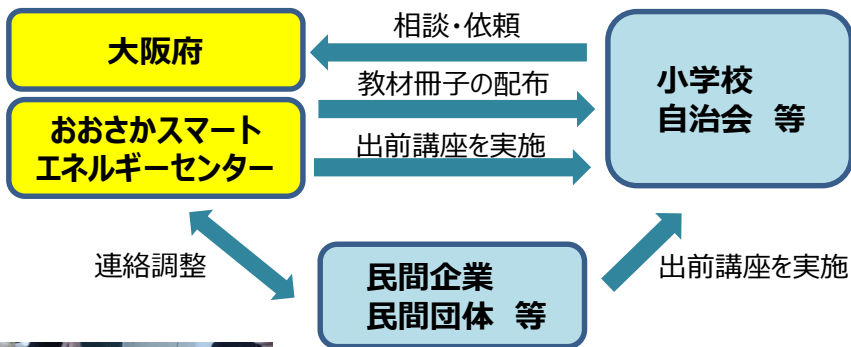 大阪府
おおさかスマート
エネルギーセンター
相談・依頼
教材冊子の配布
出前講座を実施
小学校
自治会 等
連絡調整
民間企業
民間団体 等
出前講座を実施